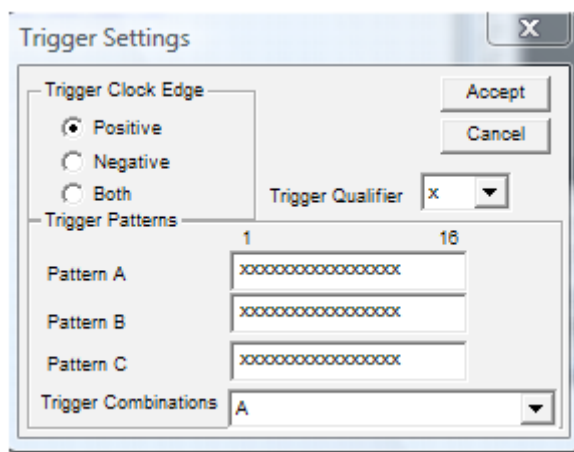 Trigger Settings
X
Trigger Clock Edge
Accept
Positive
Cancel
Negative
Both
Trigger Qualifier
x
Trigger Patterns
1 16
Pattern A
xxxxxxxxxxxxxxxx
Pattern B
xxxxxxxxxxxxxxxx
Pattern C
xxxxxxxxxxxxxxxx
Trigger Combinations
A